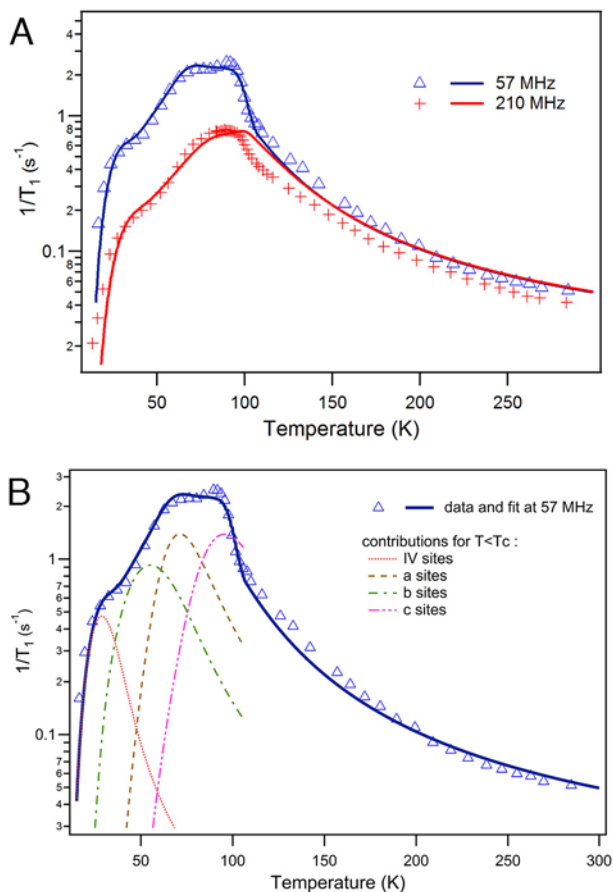 A
57 MHz
210 MHz
1/T₁ (s⁻¹)
4
2
1
8
6
4
2
0.1
8
6
4
2
50
100
150
200
250
Temperature (K)
B
data and fit at 57 MHz
contributions for T<Tc :
IV sites
a sites
b sites
c sites
1/T₁ (s⁻¹)
3
2
1
8
7
6
5
4
3
2
0.1
8
7
6
5
4
3
50
100
150
200
250
300
Temperature (K)